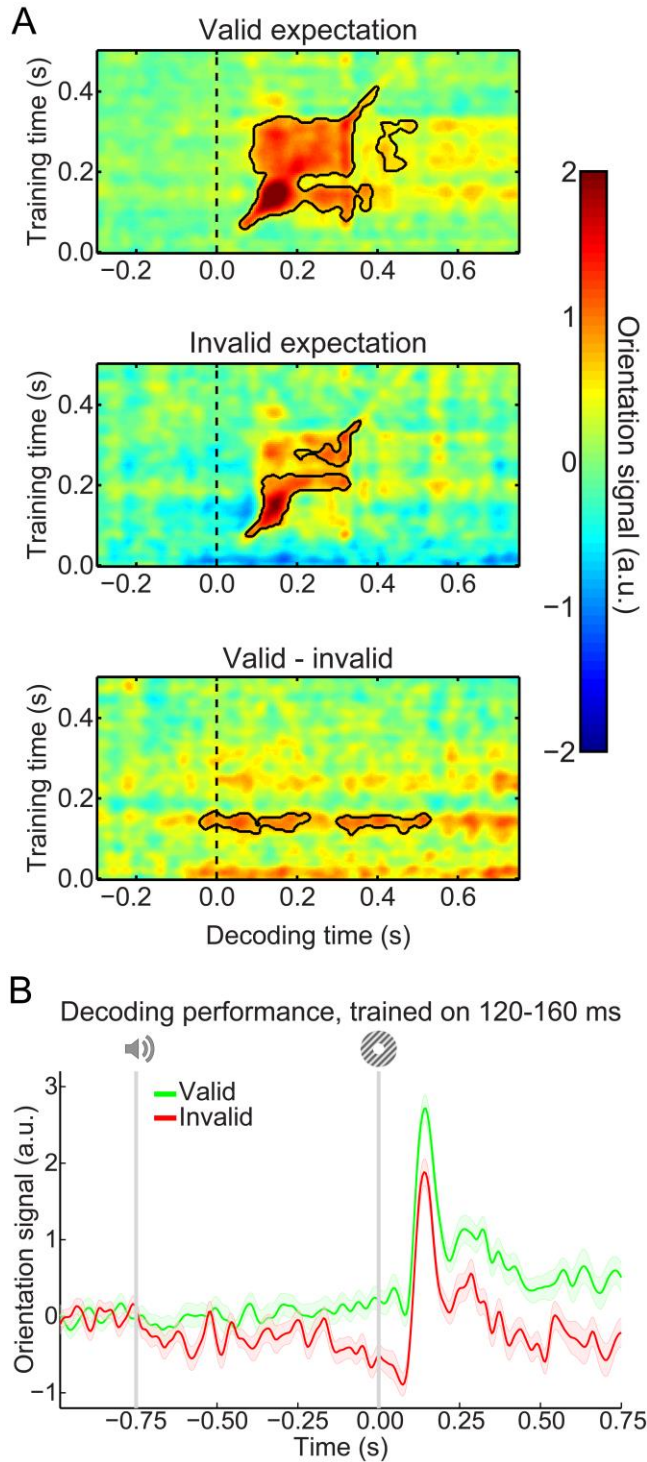 A
Valid expectation
Training time (s)
0.4
0.2
0.0
−0.2 0.0 0.2 0.4 0.6
Invalid expectation
Training time (s)
0.4
0.2
0.0
−0.2 0.0 0.2 0.4 0.6
Valid - invalid
Training time (s)
0.4
0.2
0.0
−0.2 0.0 0.2 0.4 0.6
Decoding time (s)
2
1
0
−1
−2
Orientation signal (a.u.)
B
Decoding performance, trained on 120-160 ms
Valid
Invalid
Orientation signal (a.u.)
3
2
1
0
−1
−0.75 −0.50 −0.25 0.00 0.25 0.50 0.75
Time (s)